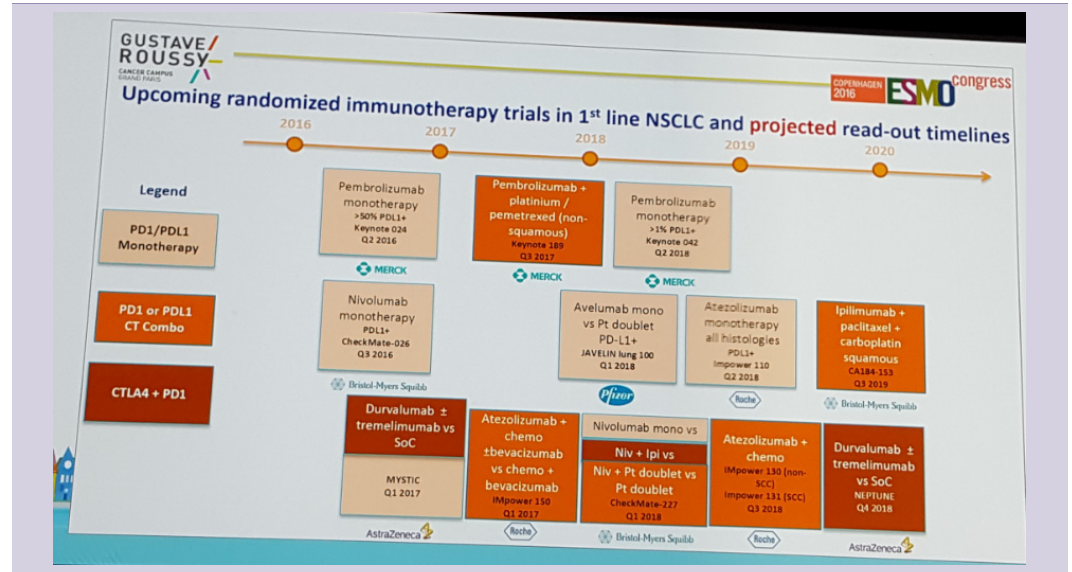 GUSTAVE/
ROUSSY
CANCER CAMPUS
GRAND PARIS
COPENHAGEN
2016
ESMO congress
Upcoming randomized immunotherapy trials in 1st line NSCLC and projected read-out timelines
2016
2017
2018
2019
2020
Legend
PD1/PDL1
Monotherapy
PD1 or PDL1
CT Combo
CTLA4 + PD1
Pembrolizumab
monotherapy
>50% PDL1+
Keynote 024
Q2 2016
MERCK
Pembrolizumab +
platinium /
pemetrexed (non-
squamous)
Keynote 189
Q3 2017
MERCK
Pembrolizumab
monotherapy
>1% PDL1+
Keynote 042
Q2 2018
MERCK
Nivolumab
monotherapy
PDL1+
CheckMate-026
Q3 2016
Bristol-Myers Squibb
Avelumab mono
vs Pt doublet
PD-L1+
JAVELIN lung 100
Q1 2018
Pfizer
Atezolizumab
monotherapy
all histologies
PDL1+
Impower 110
Q2 2018
Roche
Ipilimumab +
paclitaxel +
carboplatin
squamous
CA184-153
Q3 2019
Bristol-Myers Squibb
Durvalumab ±
tremelimumab vs
SoC
MYSTIC
Q1 2017
AstraZeneca
Atezolizumab +
chemo
±bevacizumab
vs chemo +
bevacizumab
IMpower 150
Q1 2017
Roche
Nivolumab mono vs
Niv + Ipi vs
Niv + Pt doublet vs
Pt doublet
CheckMate-227
Q1 2018
Bristol-Myers Squibb
Atezolizumab +
chemo
IMpower 130 (non-
SCC)
Impower 131 (SCC)
Q3 2018
Roche
Durvalumab ±
tremelimumab
vs SoC
NEPTUNE
Q4 2018
AstraZeneca